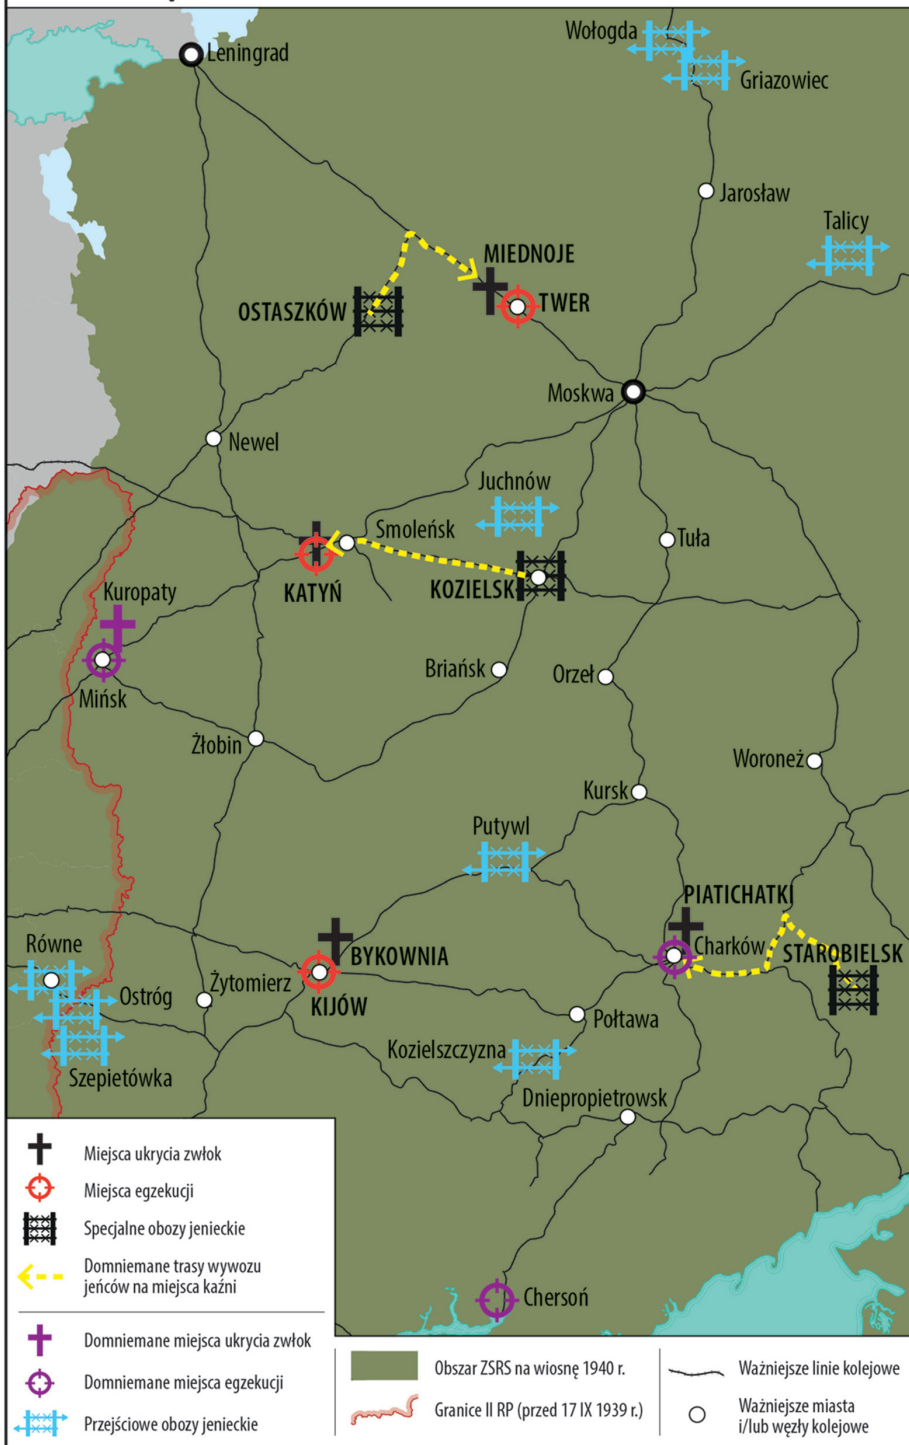 Leningrad
Wołogda
Griazowiec
Jarosław
Talicy
MIEDNOJE
OSTASZKÓW
TWER
Moskwa
Newel
Juchnów
Smoleńsk
Tuła
KATYŃ
KOZIELSK
Kuropaty
Briańsk
Orzeł
Mińsk
Żłobin
Woroneż
Kursk
Putywl
PIATICHATKI
Równe
BYKOWNIA
Charków
STAROBIELSK
Ostróg
Żytomierz
KIJÓW
Połtawa
Kozielszczyzna
Szepietówka
Dniepropietrowsk
Chersoń
Miejsca ukrycia zwłok
Miejsca egzekucji
Specjalne obozy jenieckie
Domniemane trasy wywozu
jeńców na miejsca kaźni
Domniemane miejsca ukrycia zwłok
Domniemane miejsca egzekucji
Przejściowe obozy jenieckie
Obszar ZSRS na wiosnę 1940 r.
Granice II RP (przed 17 IX 1939 r.)
Ważniejsze linie kolejowe
Ważniejsze miasta
i/lub węzły kolejowe